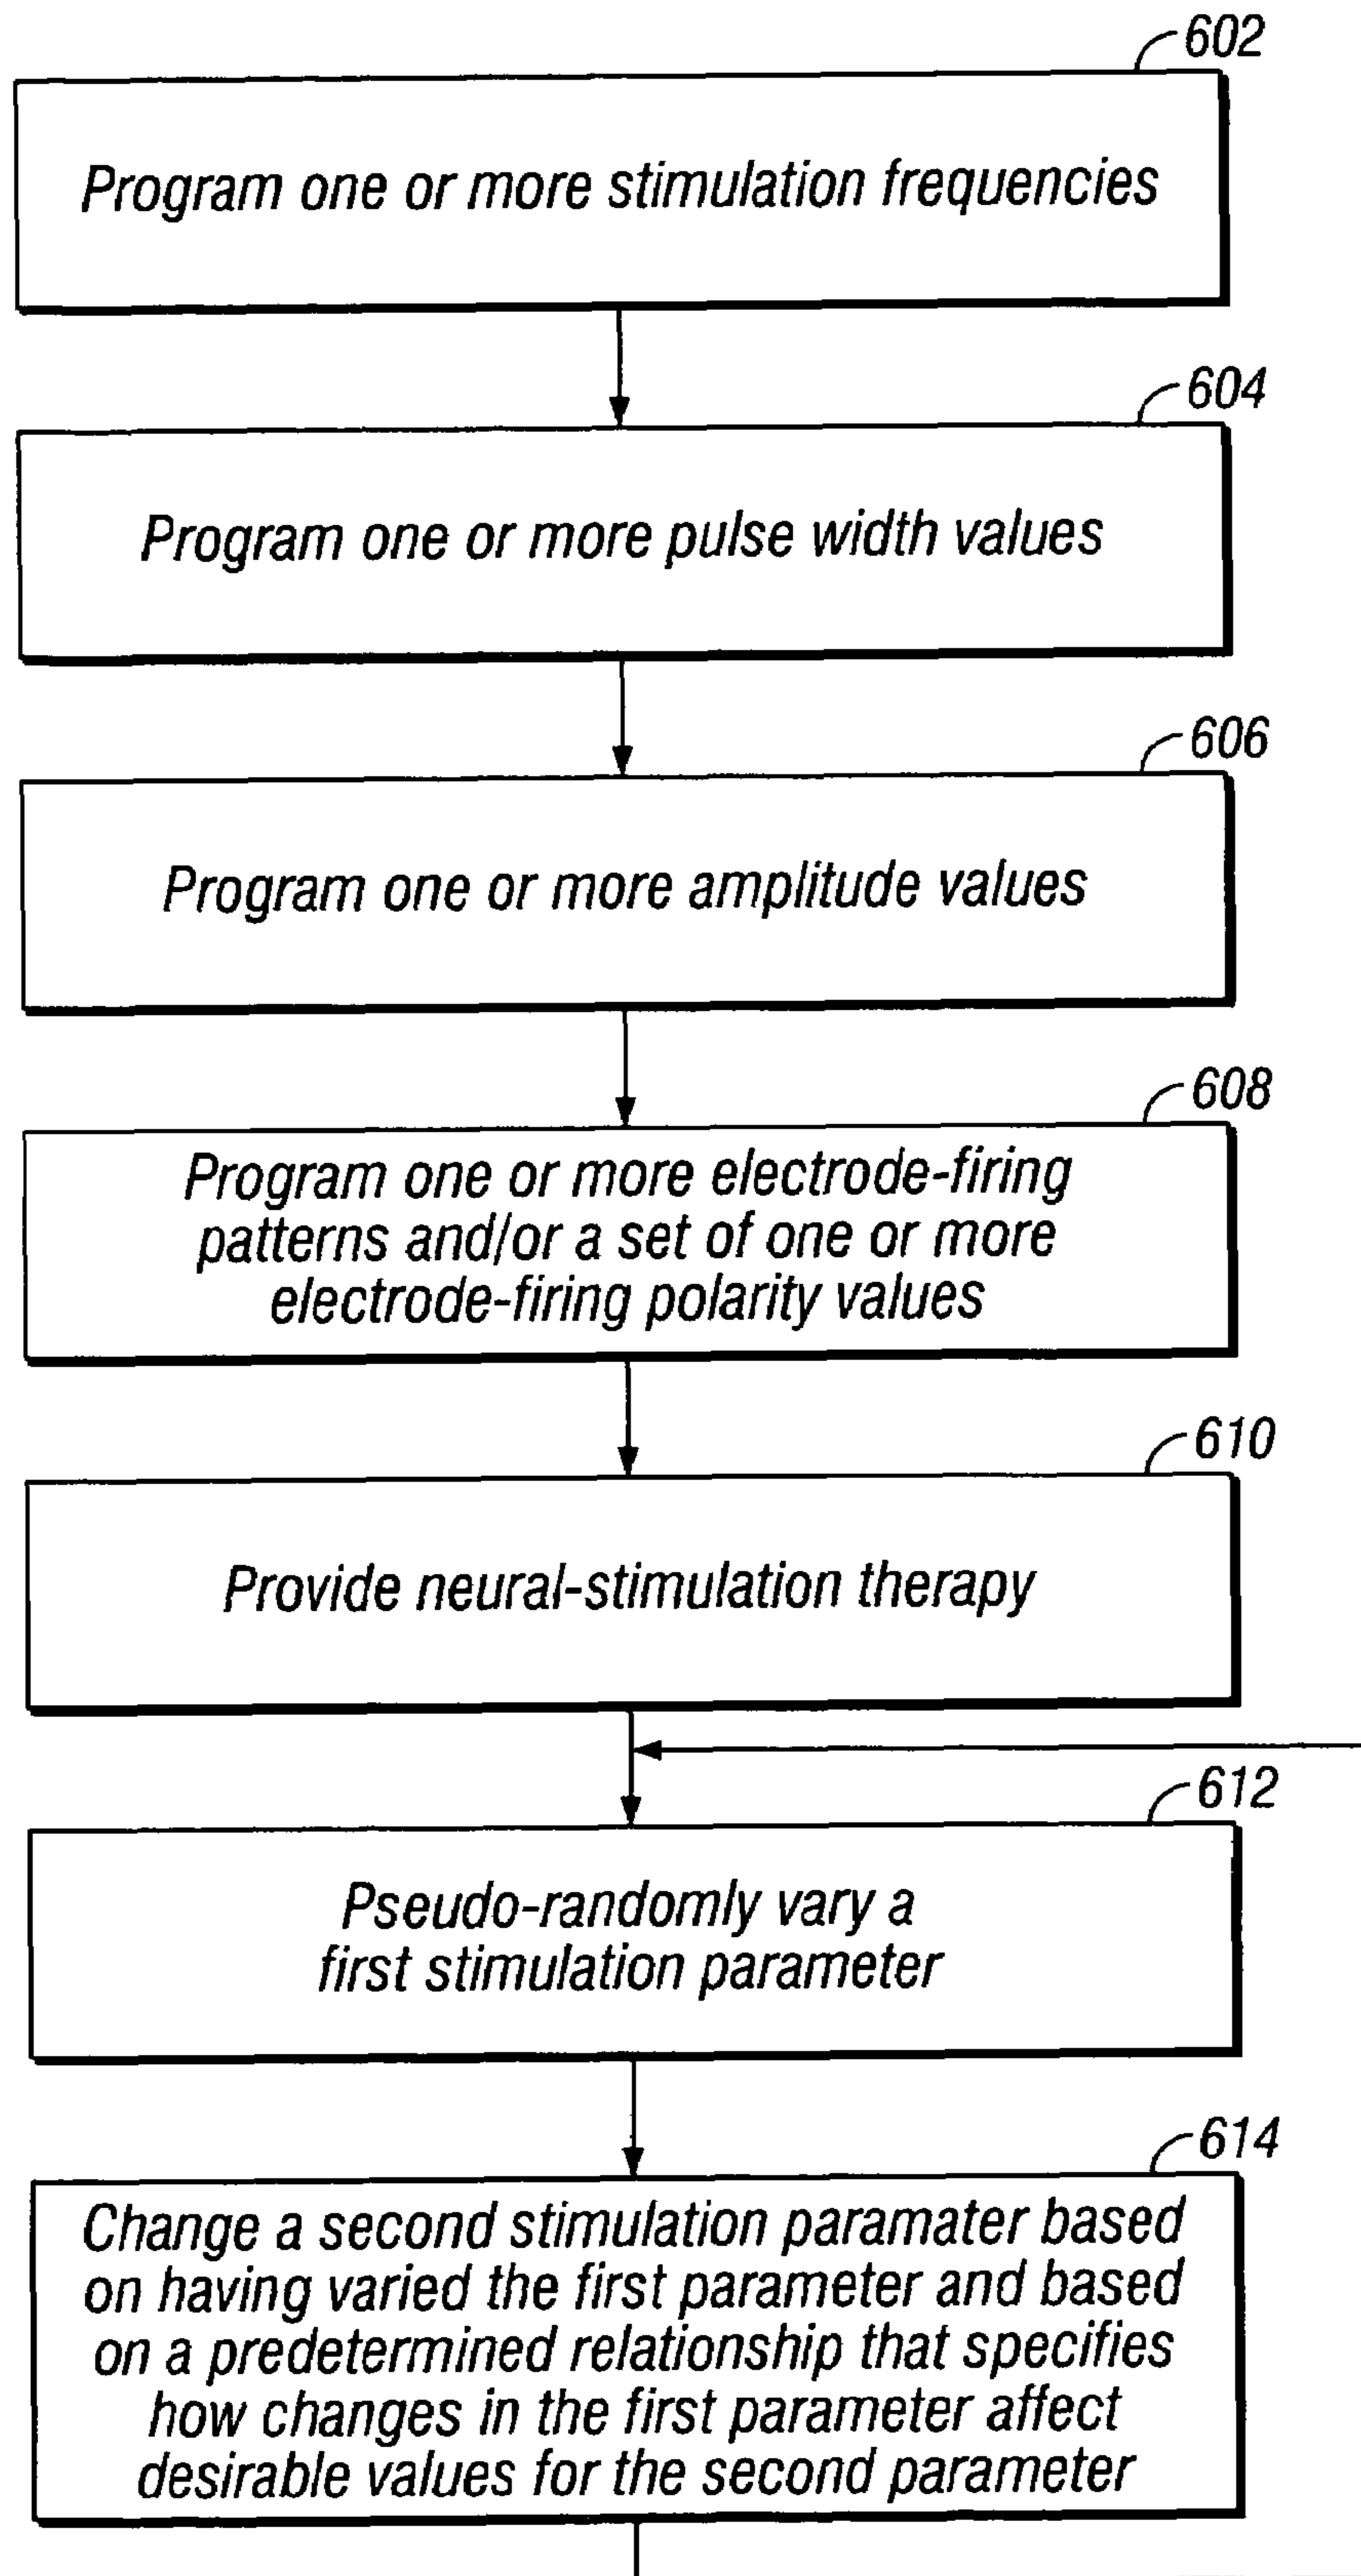 602
Program one or more stimulation frequencies
604
Program one or more pulse width values
606
Program one or more amplitude values
608
Program one or more electrode-firing
patterns and/or a set of one or more
electrode-firing polarity values
610
Provide neural-stimulation therapy
612
Pseudo-randomly vary a
first stimulation parameter
614
Change a second stimulation paramater based
on having varied the first parameter and based
on a predetermined relationship that specifies
how changes in the first parameter affect
desirable values for the second parameter